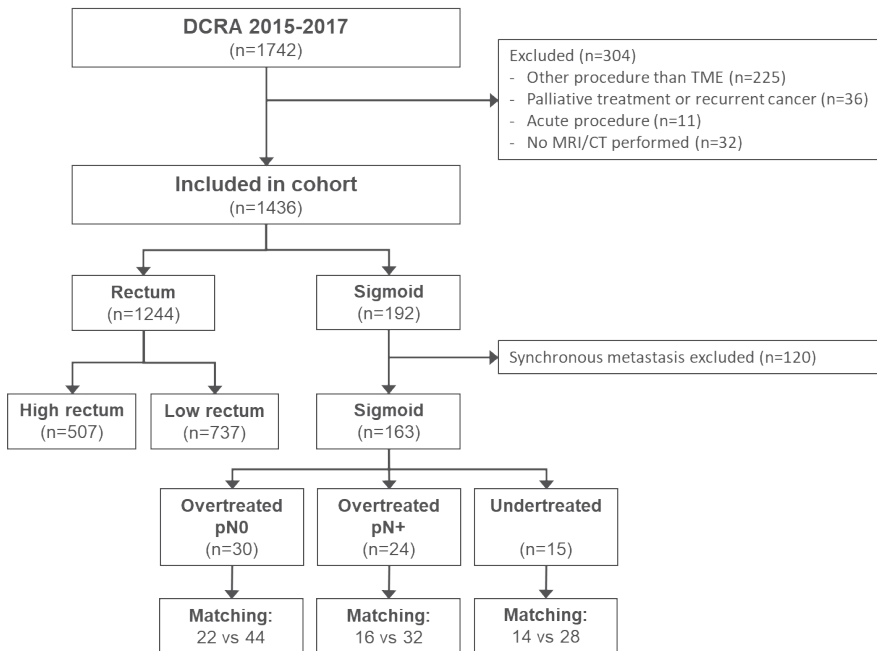 DCRA 2015-2017
(n=1742)
Excluded (n=304)
- Other procedure than TME (n=225)
- Palliative treatment or recurrent cancer (n=36)
- Acute procedure (n=11)
- No MRI/CT performed (n=32)
Included in cohort
(n=1436)
Rectum
(n=1244)
Sigmoid
(n=192)
Synchronous metastasis excluded (n=120)
High rectum
(n=507)
Low rectum
(n=737)
Sigmoid
(n=163)
Overtreated
pN0
(n=30)
Overtreated
pN+
(n=24)
Undertreated
(n=15)
Matching:
22 vs 44
Matching:
16 vs 32
Matching:
14 vs 28